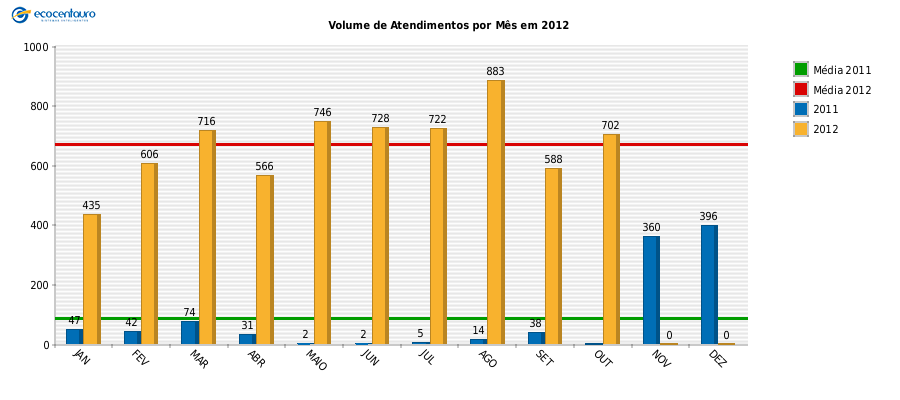 ecocentauro
Volume de Atendimentos por Mês em 2012
1000
800
600
400
200
0
47
435
42
606
74
716
31
566
2
746
2
728
5
722
14
883
38
588
702
360
0
396
0
JAN
FEV
MAR
ABR
MAIO
JUN
JUL
AGO
SET
OUT
NOV
DEZ
Média 2011
Média 2012
2011
2012